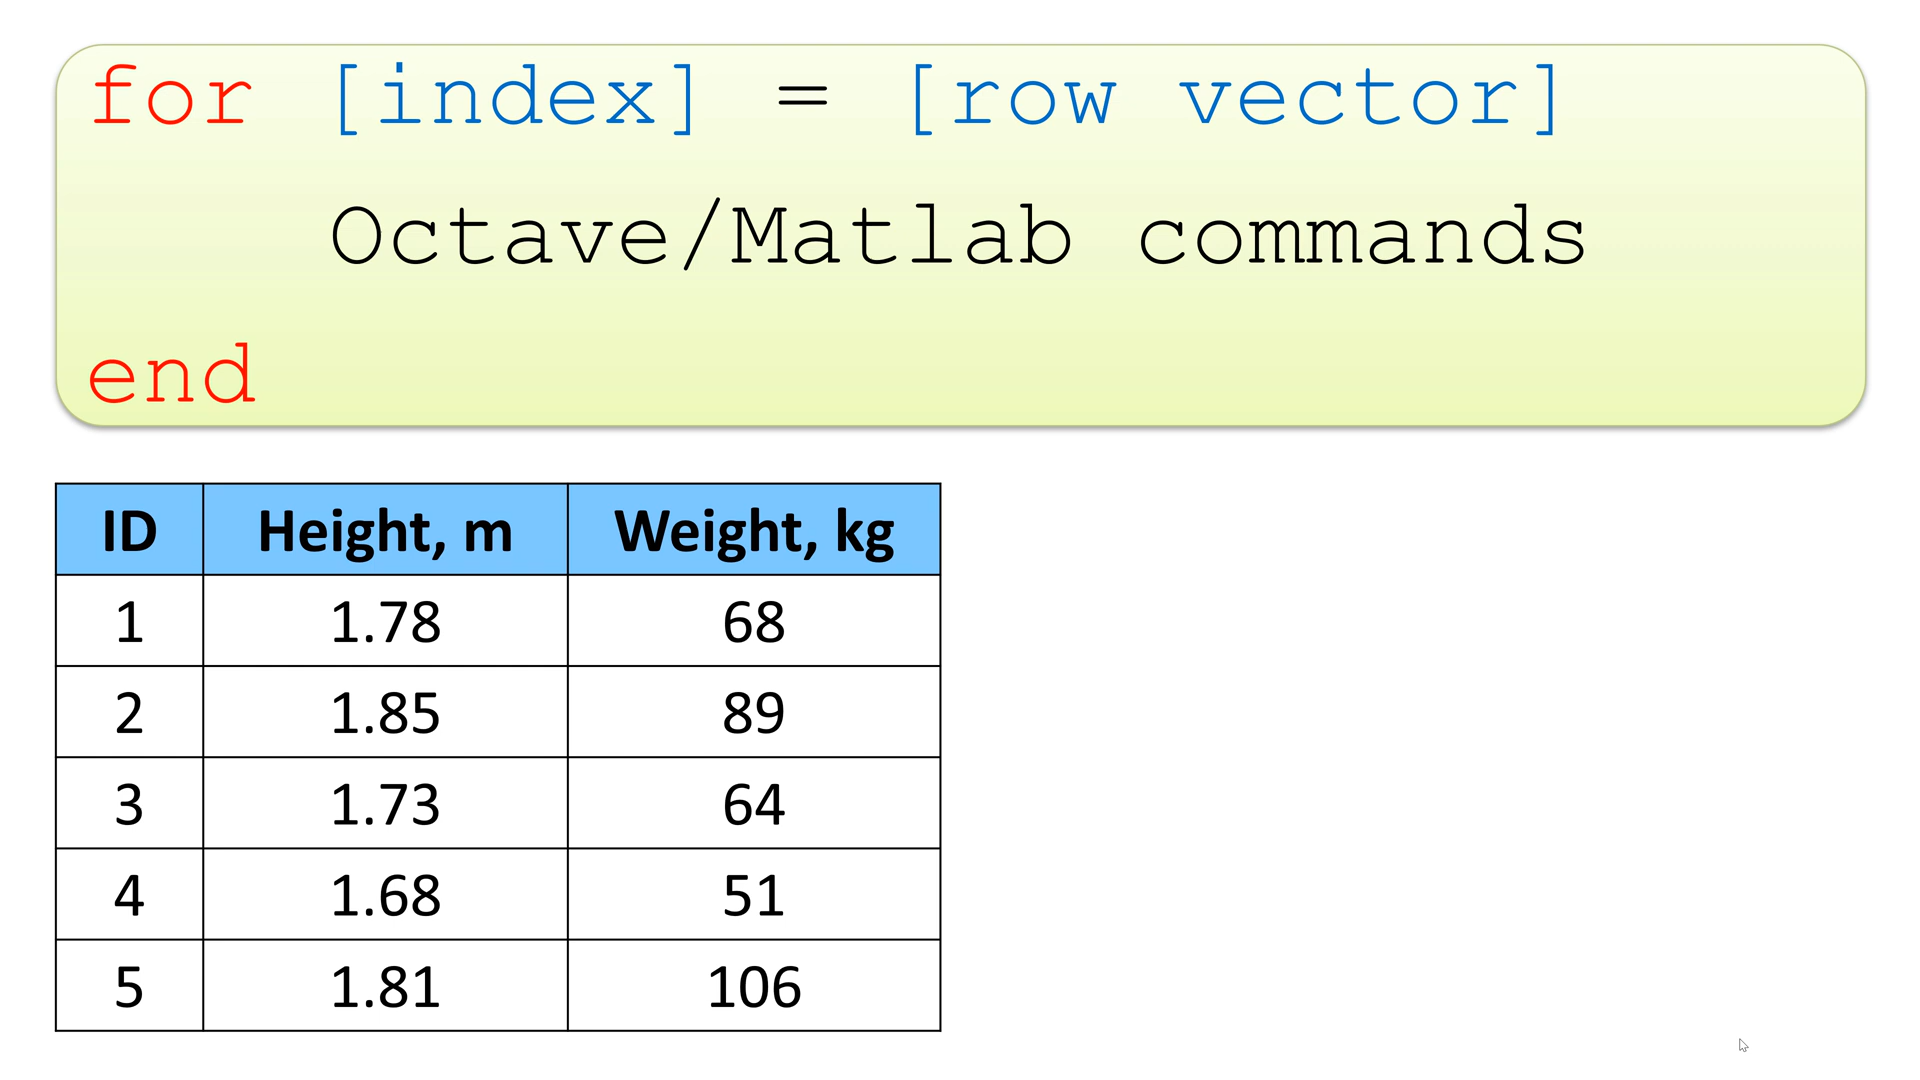 for [index] = [row vector]
Octave/Matlab commands
end
ID Height, m Weight, kg
1 1.78 68
2 1.85 89
3 1.73 64
4 1.68 51
5 1.81 106